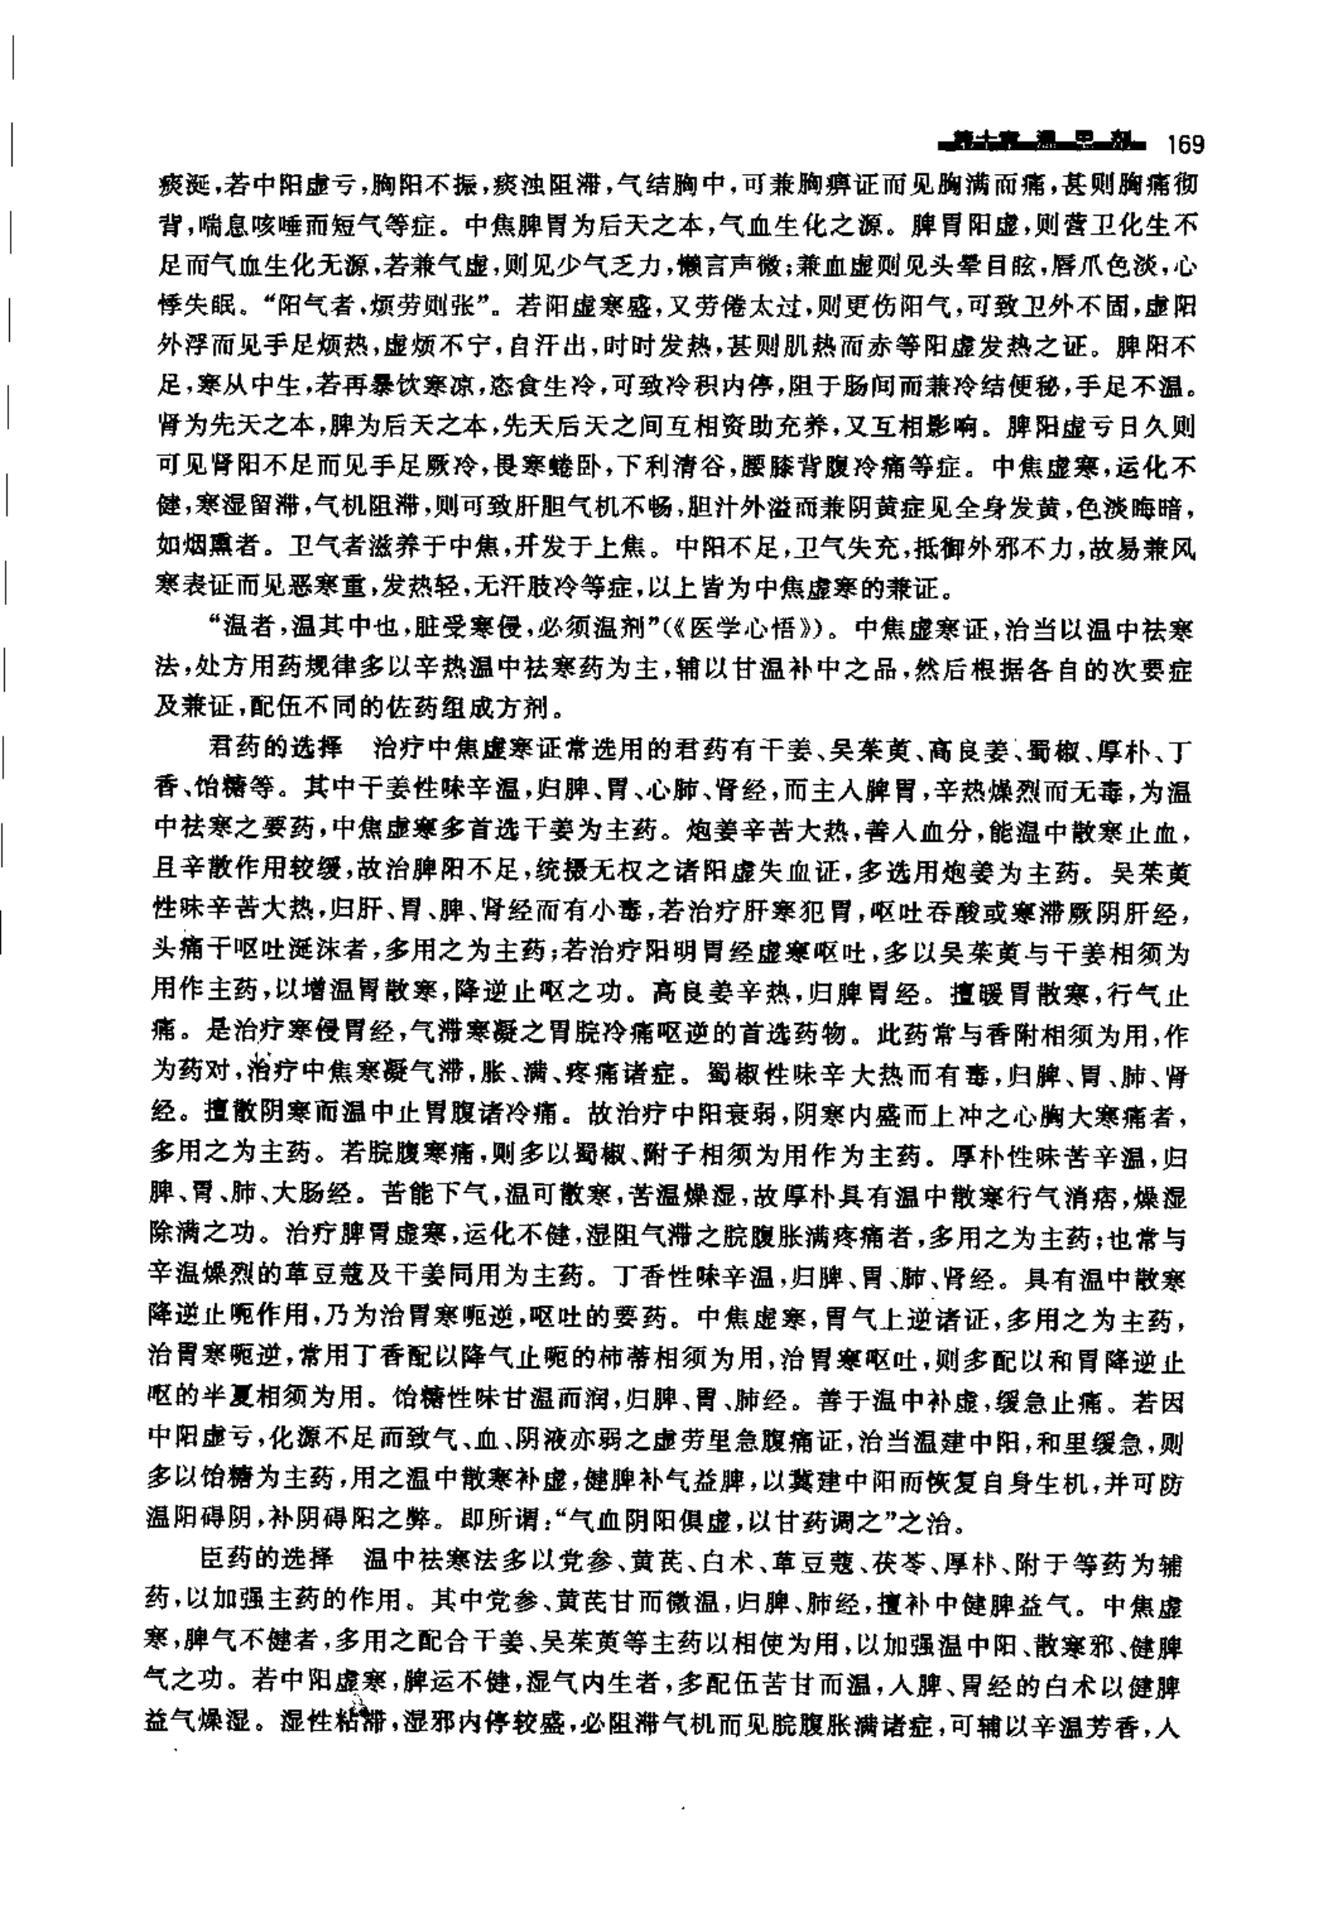 第十章 温里剂 169
痰涎,若中阳虚亏,胸阳不振,痰浊阻滞,气结胸中,可兼胸痹证而见胸满而痛,甚则胸痛彻
背,喘息咳唾而短气等症。中焦脾胃为后天之本,气血生化之源。脾胃阳虚,则营卫化生不
足而气血生化无源,若兼气虚,则见少气乏力,懒言声微;兼血虚则见头晕目眩,唇爪色淡,心
悸失眠。“阳气者,烦劳则张”。若阳虚寒盛,又劳倦太过,则更伤阳气,可致卫外不固,虚阳
外浮而见手足烦热,虚烦不宁,自汗出,时时发热,甚则肌热而赤等阳虚发热之证。脾阳不
足,寒从中生,若再暴饮寒凉,恣食生冷,可致冷积内停,阻于肠间而兼冷结便秘,手足不温。
肾为先天之本,脾为后天之本,先天后天之间互相资助充养,又互相影响。脾阳虚亏日久则
可见肾阳不足而见手足厥冷,畏寒蜷卧,下利清谷,腰膝背腹冷痛等症。中焦虚寒,运化不
健,寒湿留滞,气机阻滞,则可致肝胆气机不畅,胆汁外溢而兼阴黄症见全身发黄,色淡晦暗,
如烟熏者。卫气者滋养于中焦,开发于上焦。中阳不足,卫气失充,抵御外邪不力,故易兼风
寒表证而见恶寒重,发热轻,无汗肢冷等症,以上皆为中焦虚寒的兼证。
“温者,温其中也,脏受寒侵,必须温剂”(《医学心悟》)。中焦虚寒证,治当以温中祛寒
法,处方用药规律多以辛热温中祛寒药为主,辅以甘温补中之品,然后根据各自的次要症
及兼证,配伍不同的佐药组成方剂。
君药的选择 治疗中焦虚寒证常选用的君药有干姜、吴茱萸、高良姜、蜀椒、厚朴、丁
香、饴糖等。其中干姜性味辛温,归脾、胃、心肺、肾经,而主人脾胃,辛热燥烈而无毒,为温
中祛寒之要药,中焦虚寒多首选干姜为主药。炮姜辛苦大热,善人血分,能温中散寒止血,
且辛散作用较缓,故治脾阳不足,统摄无权之诸阳虚失血证,多选用炮姜为主药。吴茱萸
性味辛苦大热,归肝、胃、脾、肾经而有小毒,若治疗肝寒犯胃,呕吐吞酸或寒滞厥阴肝经,
头痛干呕吐涎沫者,多用之为主药;若治疗阳明胃经虚寒呕吐,多以吴茱萸与干姜相须为
用作主药,以增温胃散寒,降逆止呕之功。高良姜辛热,归脾胃经。擅暖胃散寒,行气止
痛。是治疗寒侵胃经,气滞寒凝之胃脘冷痛呕逆的首选药物。此药常与香附相须为用,作
为药对,治疗中焦寒凝气滞,胀、满、疼痛诸症。蜀椒性味辛大热而有毒,归脾、胃、肺、肾
经。擅散阴寒而温中止胃腹诸冷痛。故治疗中阳衰弱,阴寒内盛而上冲之心胸大寒痛者,
多用之为主药。若脘腹寒痛,则多以蜀椒、附子相须为用作为主药。厚朴性味苦辛温,归
脾、胃、肺、大肠经。苦能下气,温可散寒,苦温燥湿,故厚朴具有温中散寒行气消痞,燥湿
除满之功。治疗脾胃虚寒,运化不健,湿阻气滞之脘腹胀满疼痛者,多用之为主药;也常与
辛温燥烈的草豆蔻及干姜同用为主药。丁香性味辛温,归脾、胃、肺、肾经。具有温中散寒
降逆止呃作用,乃为治胃寒呃逆,呕吐的要药。中焦虚寒,胃气上逆诸证,多用之为主药,
治胃寒呃逆,常用丁香配以降气止呃的柿蒂相须为用,治胃寒呕吐,则多配以和胃降逆止
呕的半夏相须为用。饴糖性味甘温而润,归脾、胃、肺经。善于温中补虚,缓急止痛。若因
中阳虚亏,化源不足而致气、血、阴液亦弱之虚劳里急腹痛证,治当温建中阳,和里缓急,则
多以饴糖为主药,用之温中散寒补虚,健脾补气益脾,以冀建中阳而恢复自身生机,并可防
温阳碍阴,补阴碍阳之弊。即所谓:“气血阴阳俱虚,以甘药调之”之治。
臣药的选择 温中祛寒法多以党参、黄芪、白术、草豆蔻、茯苓、厚朴、附于等药为辅
药,以加强主药的作用。其中党参、黄芪甘而微温,归脾、肺经,擅补中健脾益气。中焦虚
寒,脾气不健者,多用之配合干姜、吴茱萸等主药以相使为用,以加强温中阳、散寒邪、健脾
气之功。若中阳虚寒,脾运不健,湿气内生者,多配伍苦甘而温,人脾、胃经的白术以健脾
益气燥湿。湿性粘滞,湿邪内停较盛,必阻滞气机而见脘腹胀满诸症,可辅以辛温芳香,人